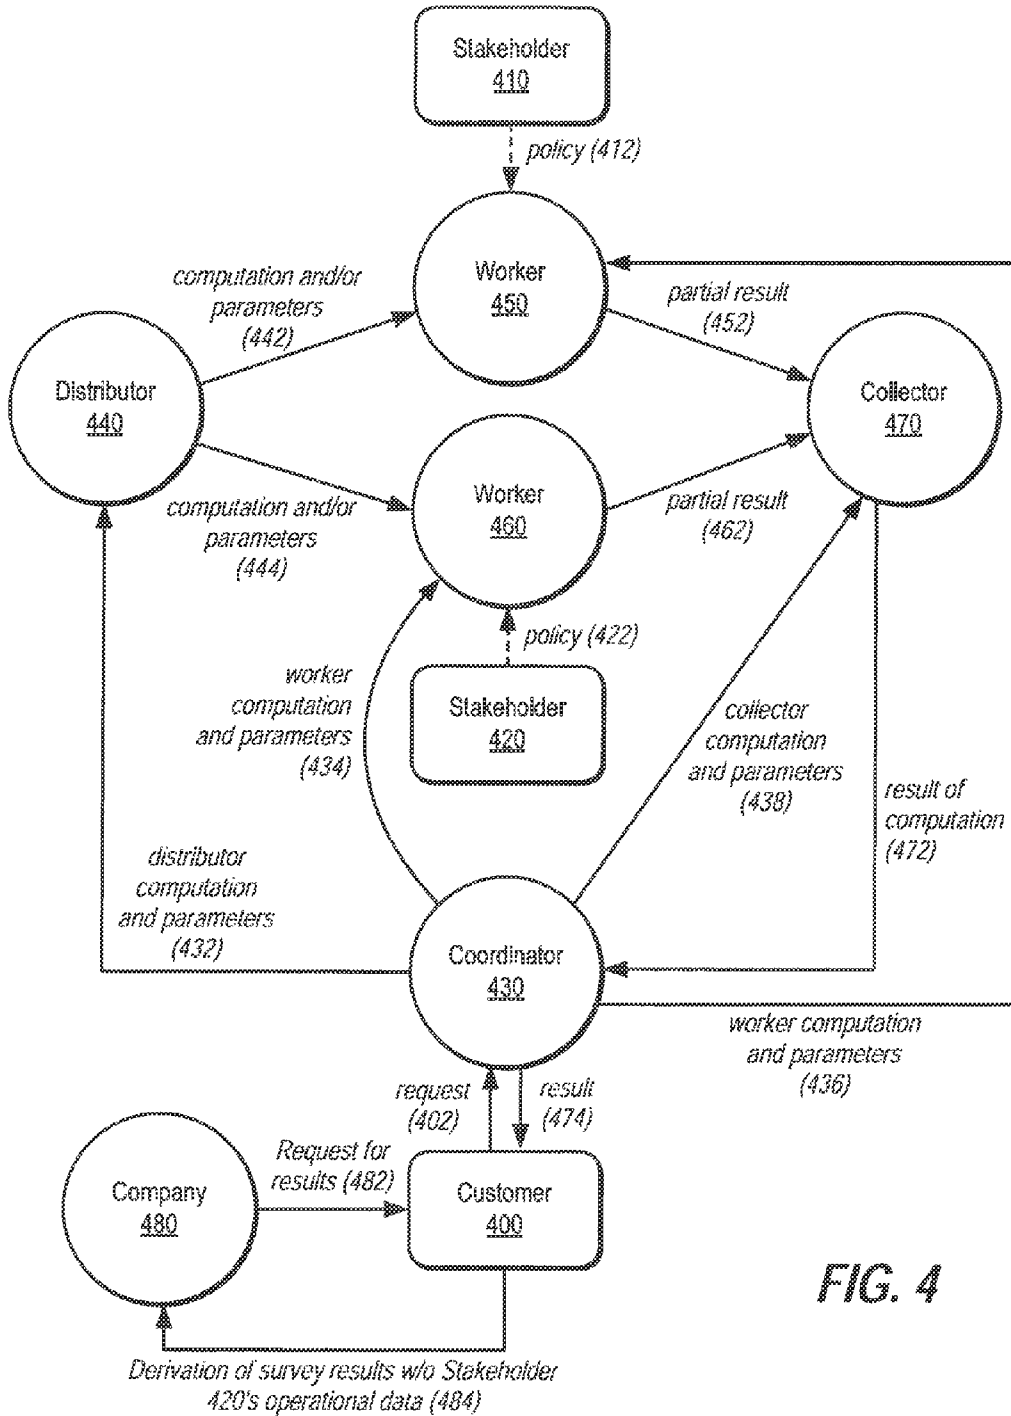 Stakeholder
410
policy (412)
Worker
450
computation and/or
parameters
(442)
partial result
(452)
Distributor
440
Collector
470
Worker
460
computation and/or
parameters
(444)
partial result
(462)
policy (422)
Stakeholder
420
worker
computation
and parameters
(434)
collector
computation
and parameters
(438)
result of
computation
(472)
distributor
computation
and parameters
(432)
Coordinator
430
worker computation
and parameters
(436)
request
(402)
result
(474)
Company
480
Request for
results (482)
Customer
400
FIG. 4
Derivation of survey results w/o Stakeholder
420's operational data (484)